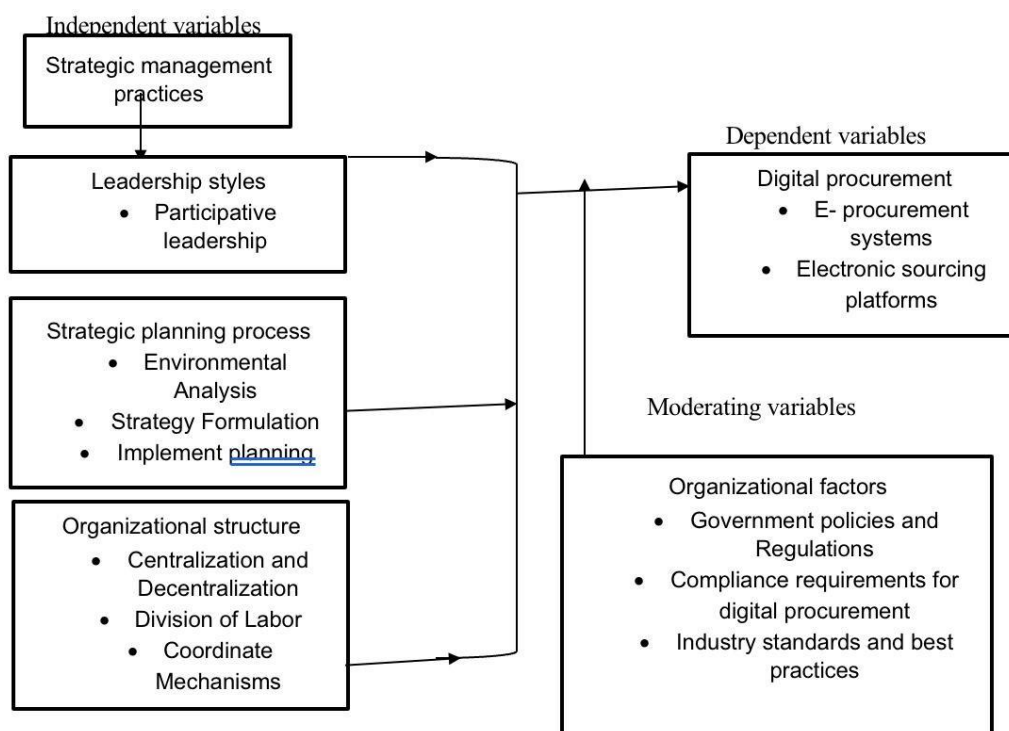 Independent variables
Strategic management
practices
Leadership styles
• Participative
leadership
Strategic planning process
• Environmental
Analysis
• Strategy Formulation
• Implement planning
Organizational structure
• Centralization and
Decentralization
• Division of Labor
• Coordinate
Mechanisms
Dependent variables
Digital procurement
• E- procurement
systems
• Electronic sourcing
platforms
Moderating variables
Organizational factors
• Government policies and
Regulations
• Compliance requirements for
digital procurement
• Industry standards and best
practices